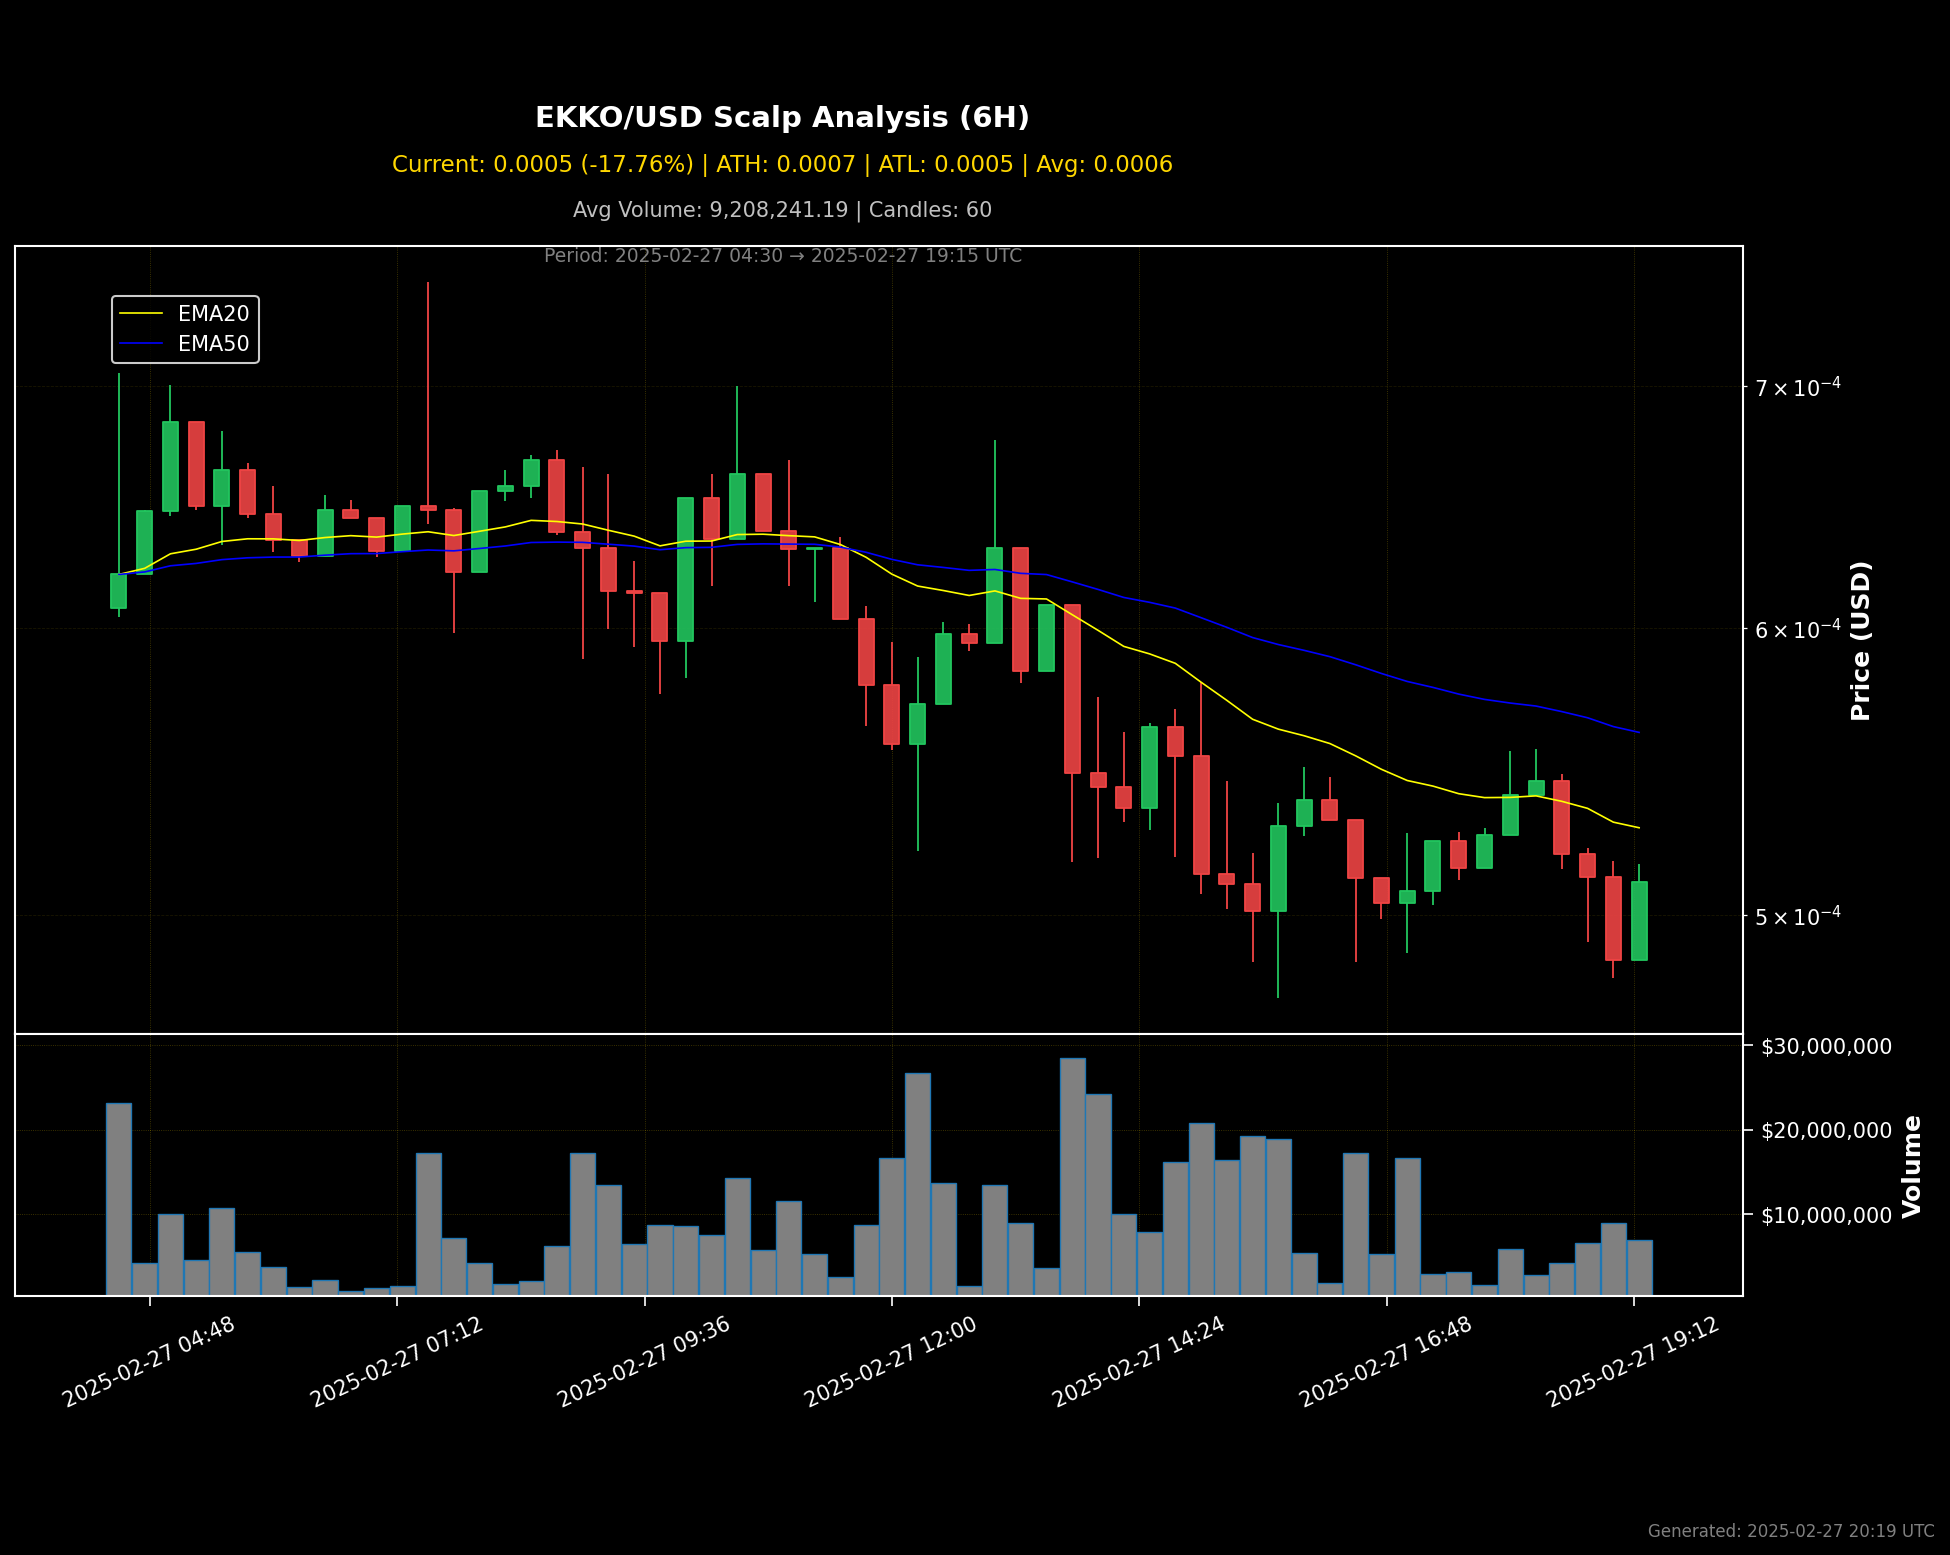 EKKO/USD Scalp Analysis (6H)
Current: 0.0005 (-17.76%) | ATH: 0.0007 | ATL: 0.0005 | Avg: 0.0006
Avg Volume: 9,208,241.19 | Candles: 60
Period: 2025-02-27 04:30 → 2025-02-27 19:15 UTC
EMA20
EMA50
7 × 10⁻⁴
6 × 10⁻⁴
5 × 10⁻⁴
Price (USD)
$30,000,000
$20,000,000
$10,000,000
Volume
2025-02-27 04:48
2025-02-27 07:12
2025-02-27 09:36
2025-02-27 12:00
2025-02-27 14:24
2025-02-27 16:48
2025-02-27 19:12
Generated: 2025-02-27 20:19 UTC